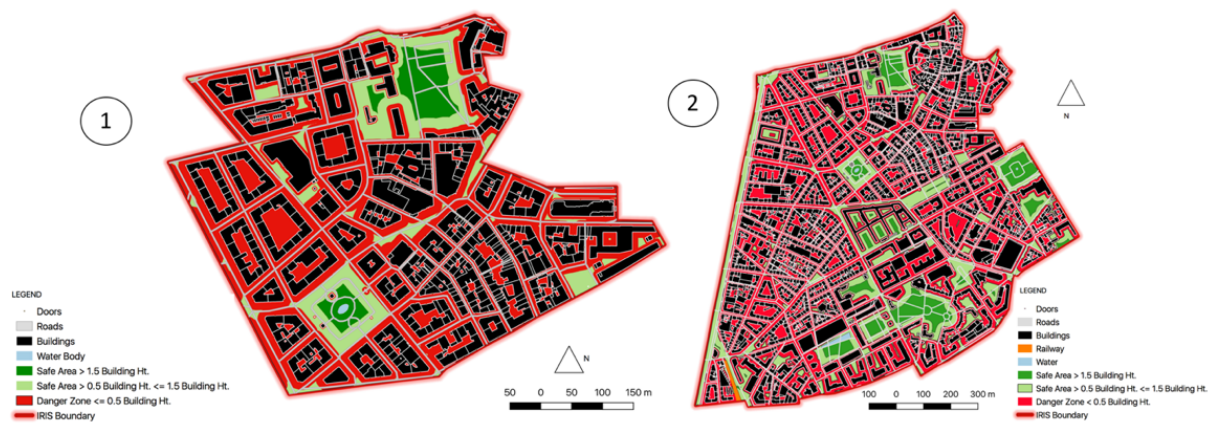 1
N
LEGEND
Doors
Roads
Buildings
Water Body
Safe Area > 1.5 Building Ht.
Safe Area > 0.5 Building Ht. <= 1.5 Building Ht.
Danger Zone <= 0.5 Building Ht.
IRIS Boundary
50 0 50 100 150 m
2
N
LEGEND
Doors
Roads
Buildings
Railway
Water
Safe Area > 1.5 Building Ht.
Safe Area > 0.5 Building Ht. <= 1.5 Building Ht.
Danger Zone < 0.5 Building Ht.
IRIS Boundary
100 0 100 200 300 m